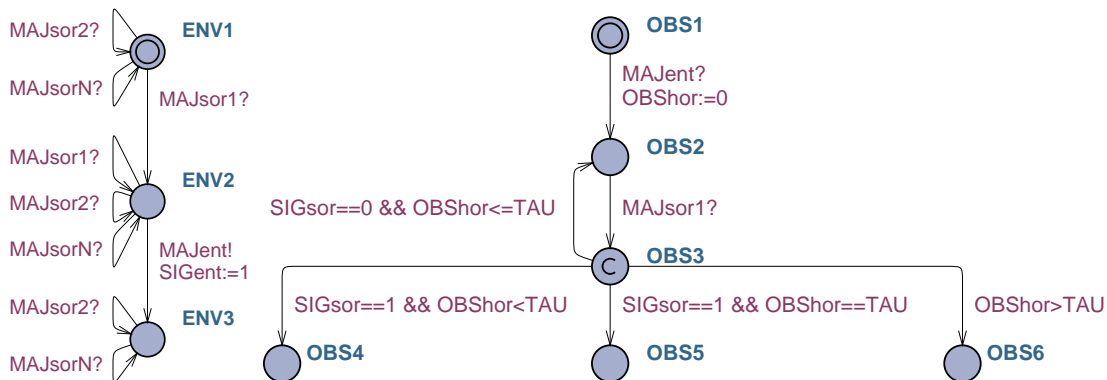 MAJsor2?
ENV1
MAJsorN?
MAJsor1?
MAJsor1?
ENV2
MAJsor2?
MAJsorN?
MAJent!
SIGent:=1
MAJsor2?
ENV3
MAJsorN?
OBS1
MAJent?
OBShor:=0
OBS2
SIGsor==0 && OBShor<=TAU
MAJsor1?
OBS3
C
SIGsor==1 && OBShor<TAU
SIGsor==1 && OBShor==TAU
OBShor>TAU
OBS4
OBS5
OBS6